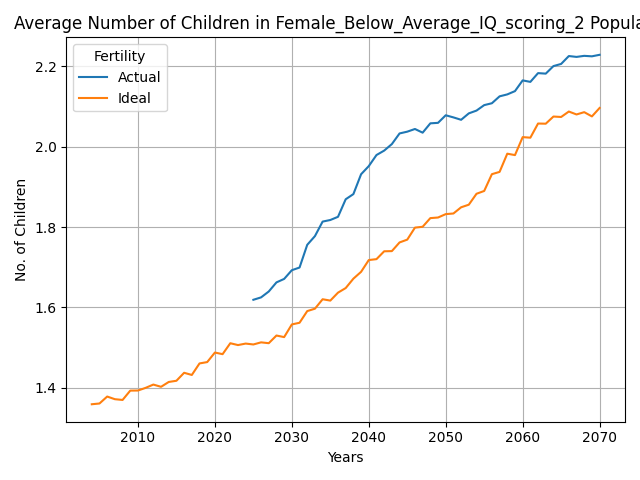 Average Number of Children in Female_Below_Average_IQ_scoring_2 Popula
Fertility
Actual
Ideal
No. of Children
2.2
2.0
1.8
1.6
1.4
2010 2020 2030 2040 2050 2060 2070
Years